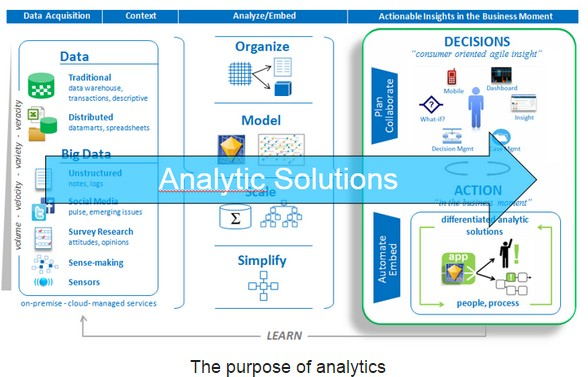 Data Acquisition
Context
Analyze/Embed
Actionable Insights in the Business Moment
Data
Traditional
data warehouse,
transactions, descriptive
Distributed
datamarts, spreadsheets
Big Data
Unstructured
notes, logs
Social Media
pulse, emerging issues
Survey Research
attitudes, opinions
Sense-making
Sensors
on-premise - cloud- managed services
volume - velocity - variety - veracity
Organize
Model
Scale
Σ
Simplify
Analytic Solutions
DECISIONS
"consumer oriented agile insight"
Plan
Collaborate
Mobile
Dashboard
?
What-if?
Insight
Decision Mgmt
Case Mgmt
ACTION
"in the business moment"
Automate
Embed
differentiated analytic
solutions
app
!
people, process
LEARN
The purpose of analytics